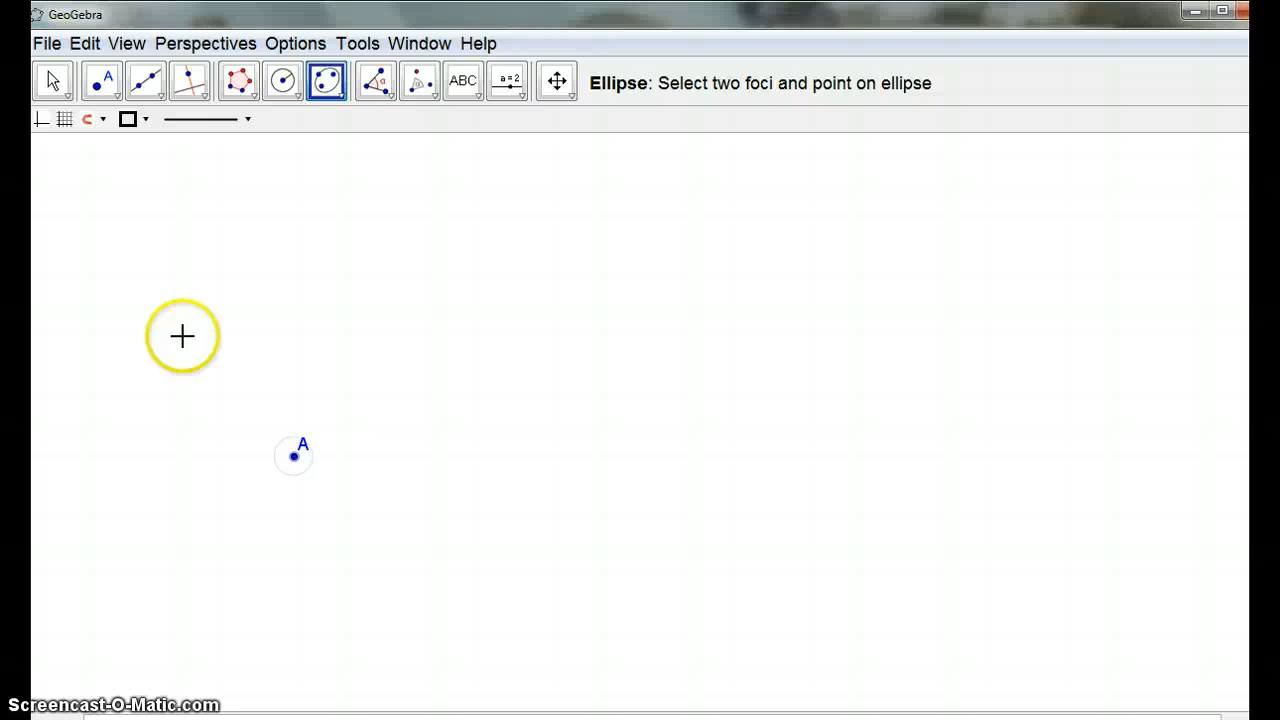 GeoGebra
File Edit View Perspectives Options Tools Window Help
A ABC a = 2 Ellipse: Select two foci and point on ellipse
A
Screencast-O-Matic.com